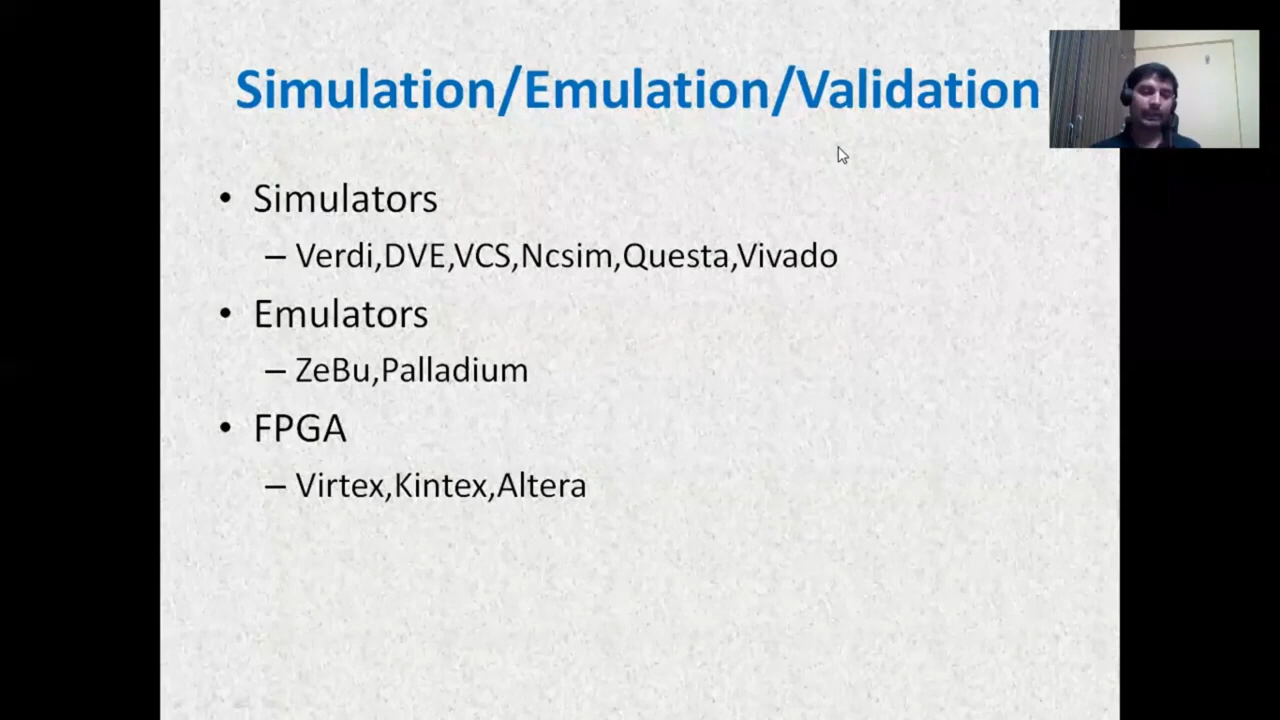 Simulation/Emulation/Validation
• Simulators
– Verdi,DVE,VCS,Ncsim,Questa,Vivado
• Emulators
– ZeBu,Palladium
• FPGA
– Virtex,Kintex,Altera